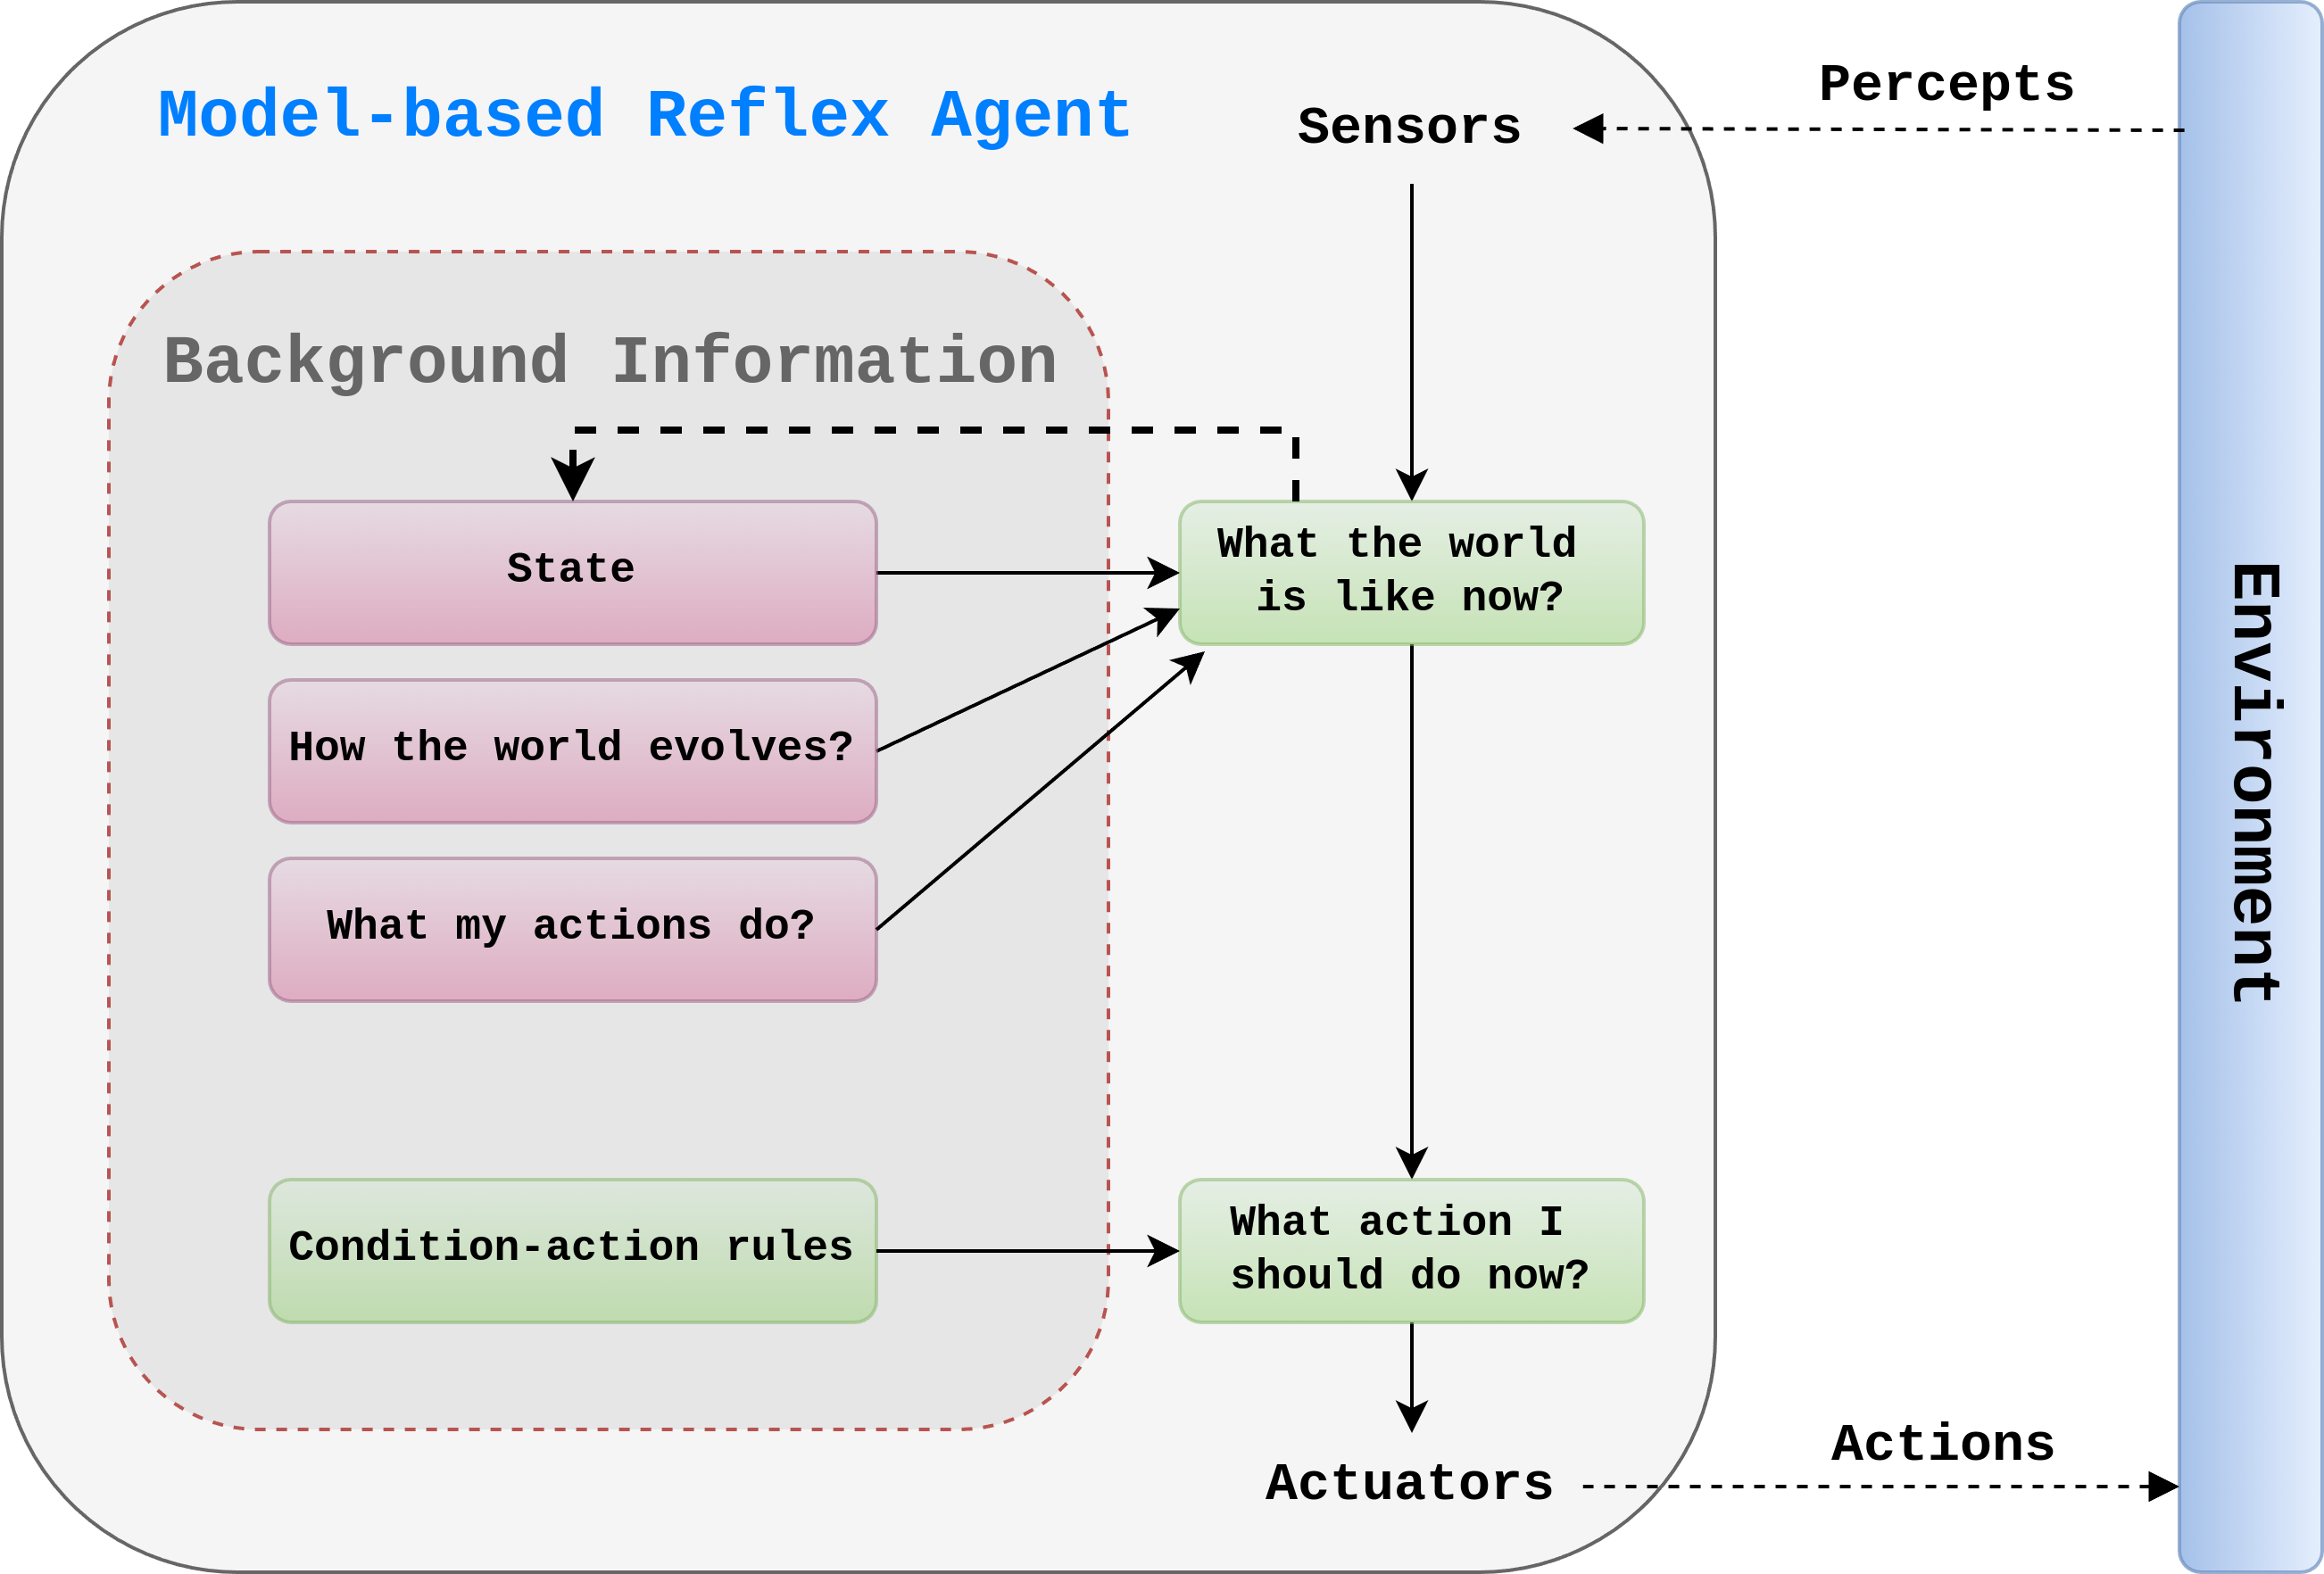 Model-based Reflex Agent
Sensors
Percepts
Background Information
State
What the world
is like now?
How the world evolves?
What my actions do?
Environment
Condition-action rules
What action I
should do now?
Actuators
Actions